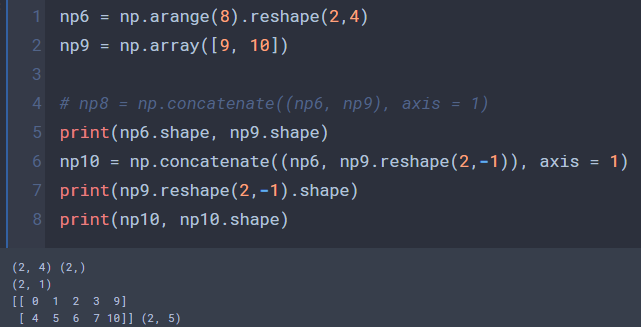 1 np6 = np.arange(8).reshape(2,4)
2 np9 = np.array([9, 10])
3
4 # np8 = np.concatenate((np6, np9), axis = 1)
5 print(np6.shape, np9.shape)
6 np10 = np.concatenate((np6, np9.reshape(2,-1)), axis = 1)
7 print(np9.reshape(2,-1).shape)
8 print(np10, np10.shape)
(2, 4) (2,)
(2, 1)
[[ 0  1  2  3  9]
 [ 4  5  6  7 10]] (2, 5)